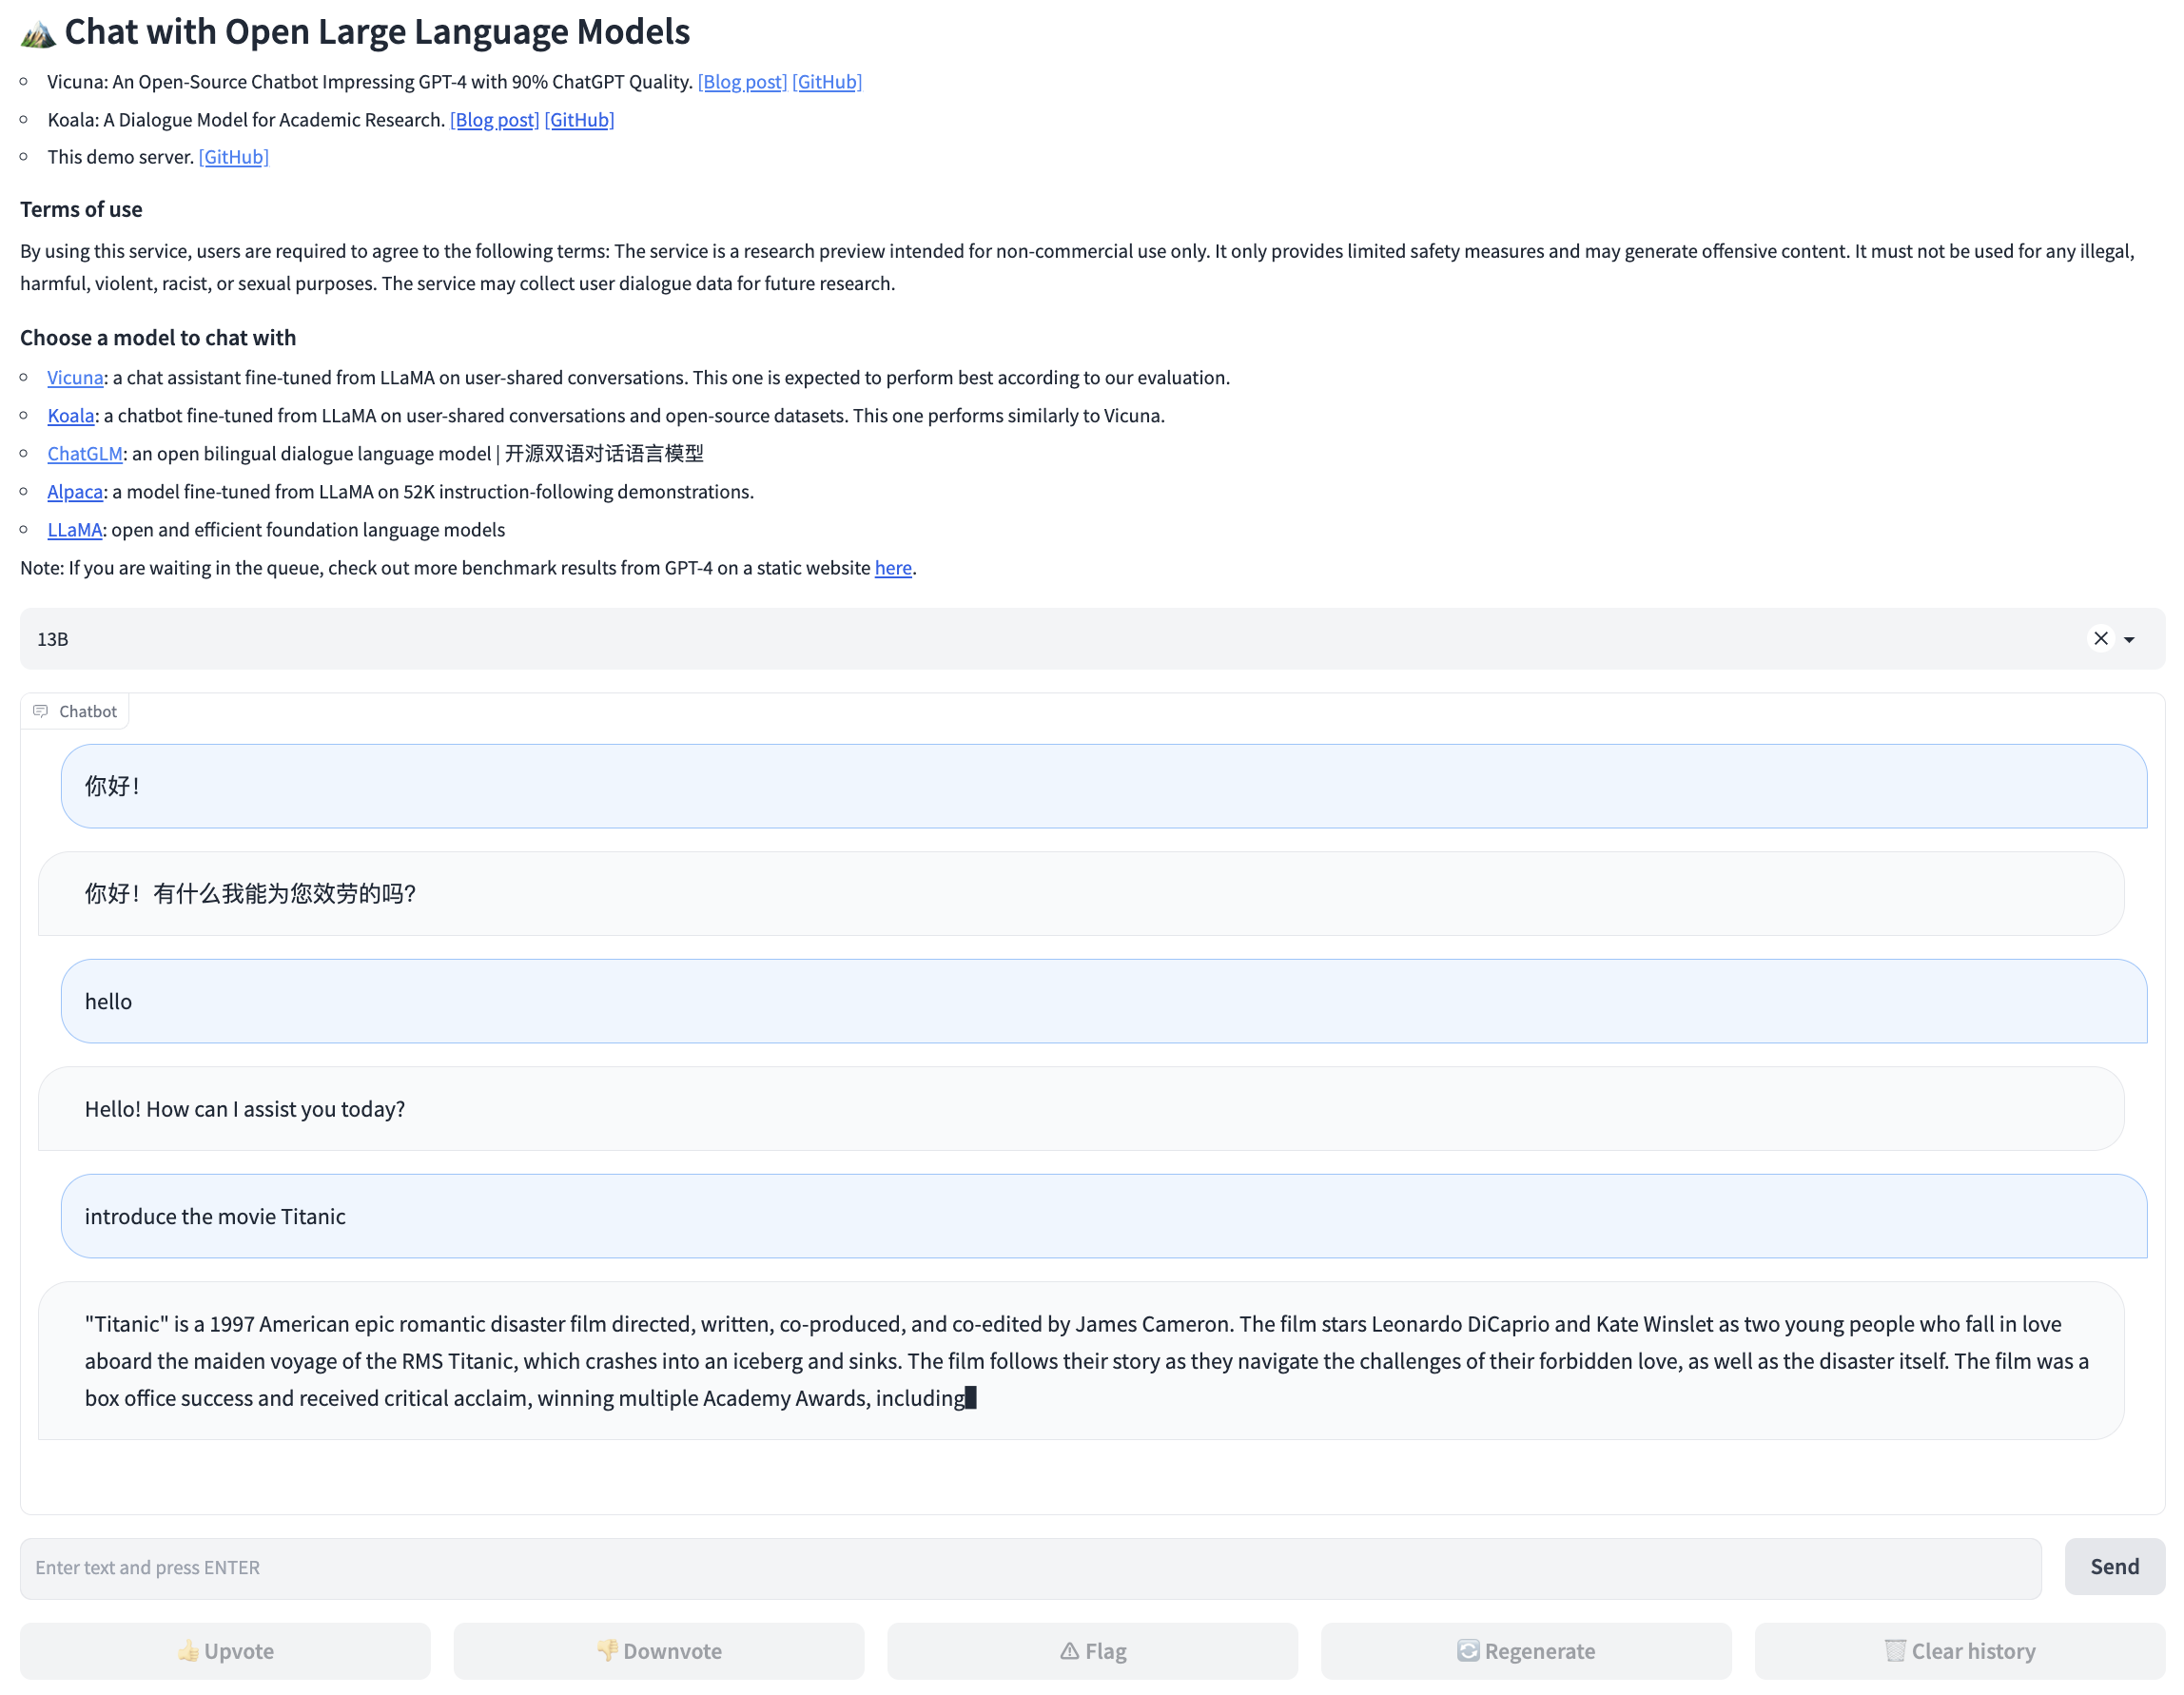 Chat with Open Large Language Models
Vicuna: An Open-Source Chatbot Impressing GPT-4 with 90% ChatGPT Quality. [Blog post] [GitHub]
Koala: A Dialogue Model for Academic Research. [Blog post] [GitHub]
This demo server. [GitHub]
Terms of use
By using this service, users are required to agree to the following terms: The service is a research preview intended for non-commercial use only. It only provides limited safety measures and may generate offensive content. It must not be used for any illegal,
harmful, violent, racist, or sexual purposes. The service may collect user dialogue data for future research.
Choose a model to chat with
Vicuna: a chat assistant fine-tuned from LLaMA on user-shared conversations. This one is expected to perform best according to our evaluation.
Koala: a chatbot fine-tuned from LLaMA on user-shared conversations and open-source datasets. This one performs similarly to Vicuna.
ChatGLM: an open bilingual dialogue language model | 开源双语对话语言模型
Alpaca: a model fine-tuned from LLaMA on 52K instruction-following demonstrations.
LLaMA: open and efficient foundation language models
Note: If you are waiting in the queue, check out more benchmark results from GPT-4 on a static website here.
13B
Chatbot
你好！
你好！有什么我能为您效劳的吗？
hello
Hello! How can I assist you today?
introduce the movie Titanic
"Titanic" is a 1997 American epic romantic disaster film directed, written, co-produced, and co-edited by James Cameron. The film stars Leonardo DiCaprio and Kate Winslet as two young people who fall in love
aboard the maiden voyage of the RMS Titanic, which crashes into an iceberg and sinks. The film follows their story as they navigate the challenges of their forbidden love, as well as the disaster itself. The film was a
box office success and received critical acclaim, winning multiple Academy Awards, including
Enter text and press ENTER
Send
Upvote
Downvote
Flag
Regenerate
Clear history